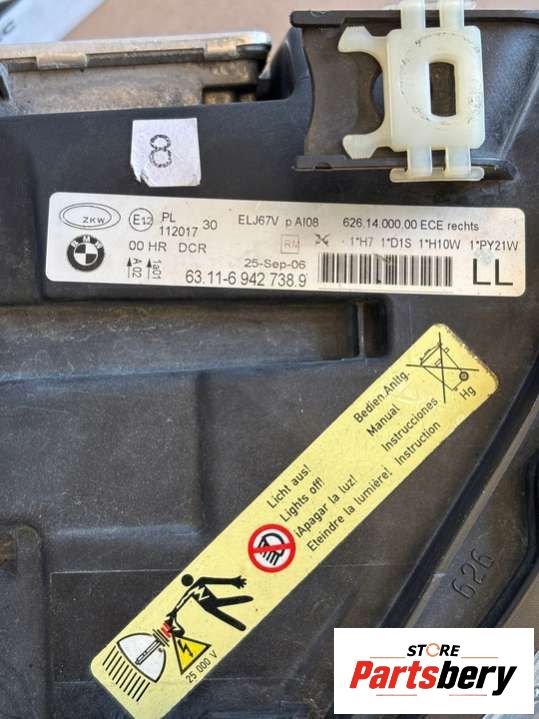 8
ZKW
E12
PL
112017
30
ELJ67V p AI08
626.14.000.00 ECE rechts
BMW
00 HR DCR
RM
1*H7 1*D1S 1*H10W 1*PY21W
A 02
1a01
25-Sep-06
63.11-6 942 738.9
LL
Bedien.Anltg.
Manual
Instrucciones
Instruction
Hg
Licht aus!
Lights off!
¡Apagar la luz!
Eteindre la lumière!
25 000 V
626
STORE
Partsbery